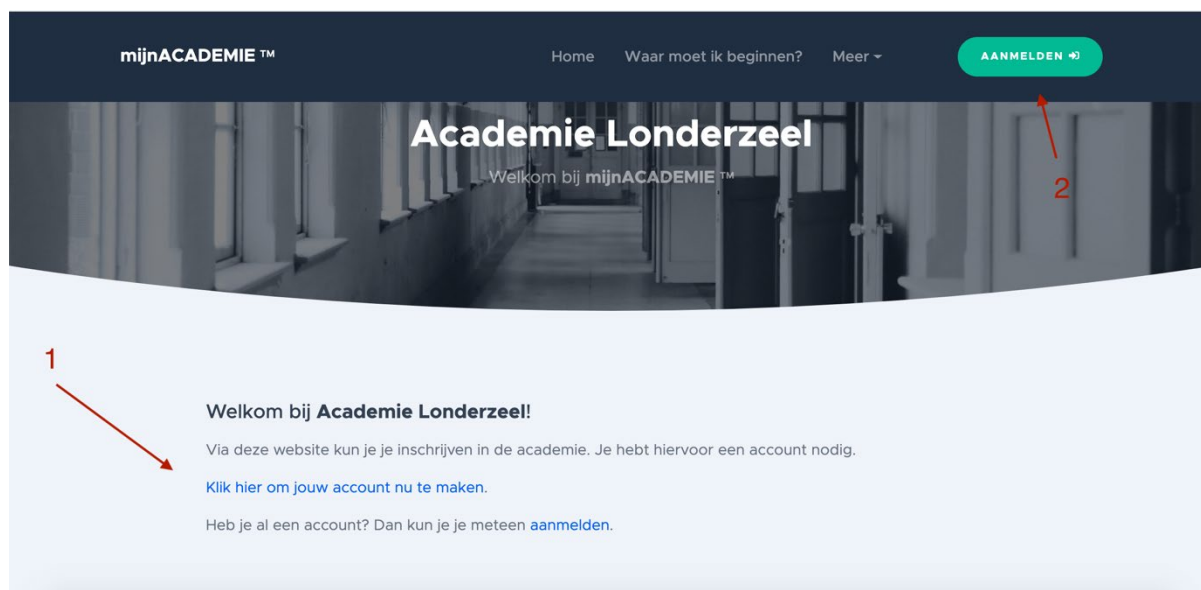 mijnACADEMIE ™ Home Waar moet ik beginnen? Meer AANMELDEN
Academie Londerzeel
Welkom bij mijnACADEMIE ™
2
1
Welkom bij Academie Londerzeel!
Via deze website kun je je inschrijven in de academie. Je hebt hiervoor een account nodig.
Klik hier om jouw account nu te maken.
Heb je al een account? Dan kun je je meteen aanmelden.